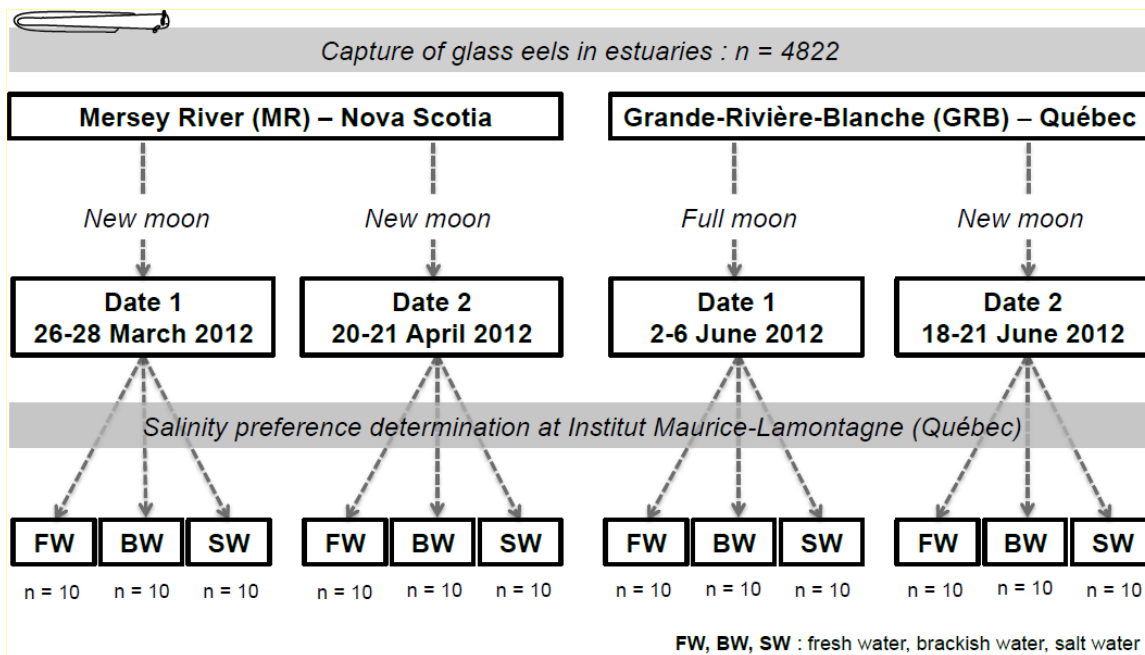 Capture of glass eels in estuaries : n = 4822
Mersey River (MR) – Nova Scotia
Grande-Rivière-Blanche (GRB) – Québec
New moon
New moon
Full moon
New moon
Date 1
26-28 March 2012
Date 2
20-21 April 2012
Date 1
2-6 June 2012
Date 2
18-21 June 2012
Salinity preference determination at Institut Maurice-Lamontagne (Québec)
FW BW SW FW BW SW FW BW SW FW BW SW
n = 10 n = 10 n = 10 n = 10 n = 10 n = 10 n = 10 n = 10 n = 10 n = 10 n = 10 n = 10
FW, BW, SW : fresh water, brackish water, salt water